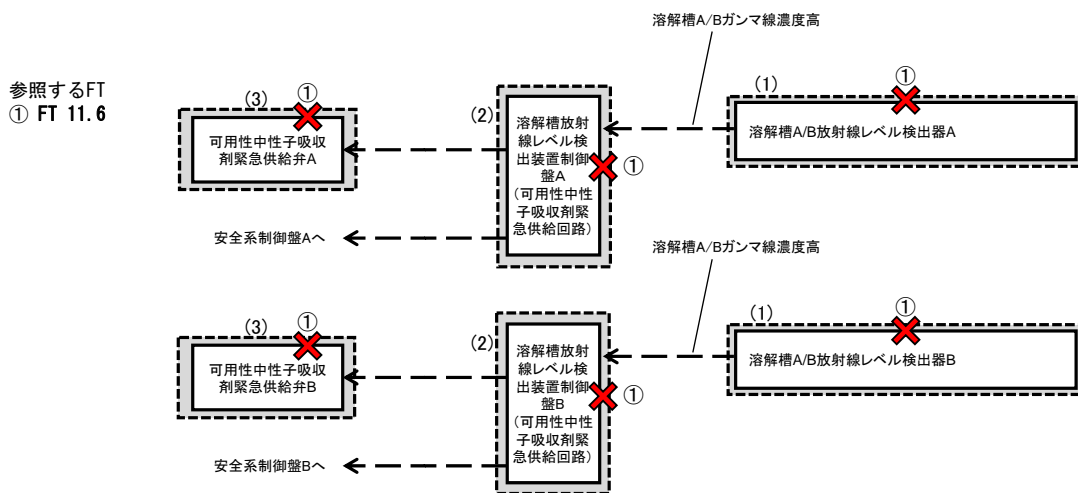 溶解槽A/Bガンマ線濃度高
参照するFT
① FT 11.6
(3)
①
可用性中性子吸収
剤緊急供給弁A
(2)
溶解槽放射
線レベル検
出装置制御
盤A
(可用性中性
子吸収剤緊
急供給回路)
①
(1)
①
溶解槽A/B放射線レベル検出器A
安全系制御盤Aへ
溶解槽A/Bガンマ線濃度高
(3)
①
可用性中性子吸収
剤緊急供給弁B
(2)
溶解槽放射
線レベル検
出装置制御
盤B
(可用性中性
子吸収剤緊
急供給回路)
①
(1)
①
溶解槽A/B放射線レベル検出器B
安全系制御盤Bへ